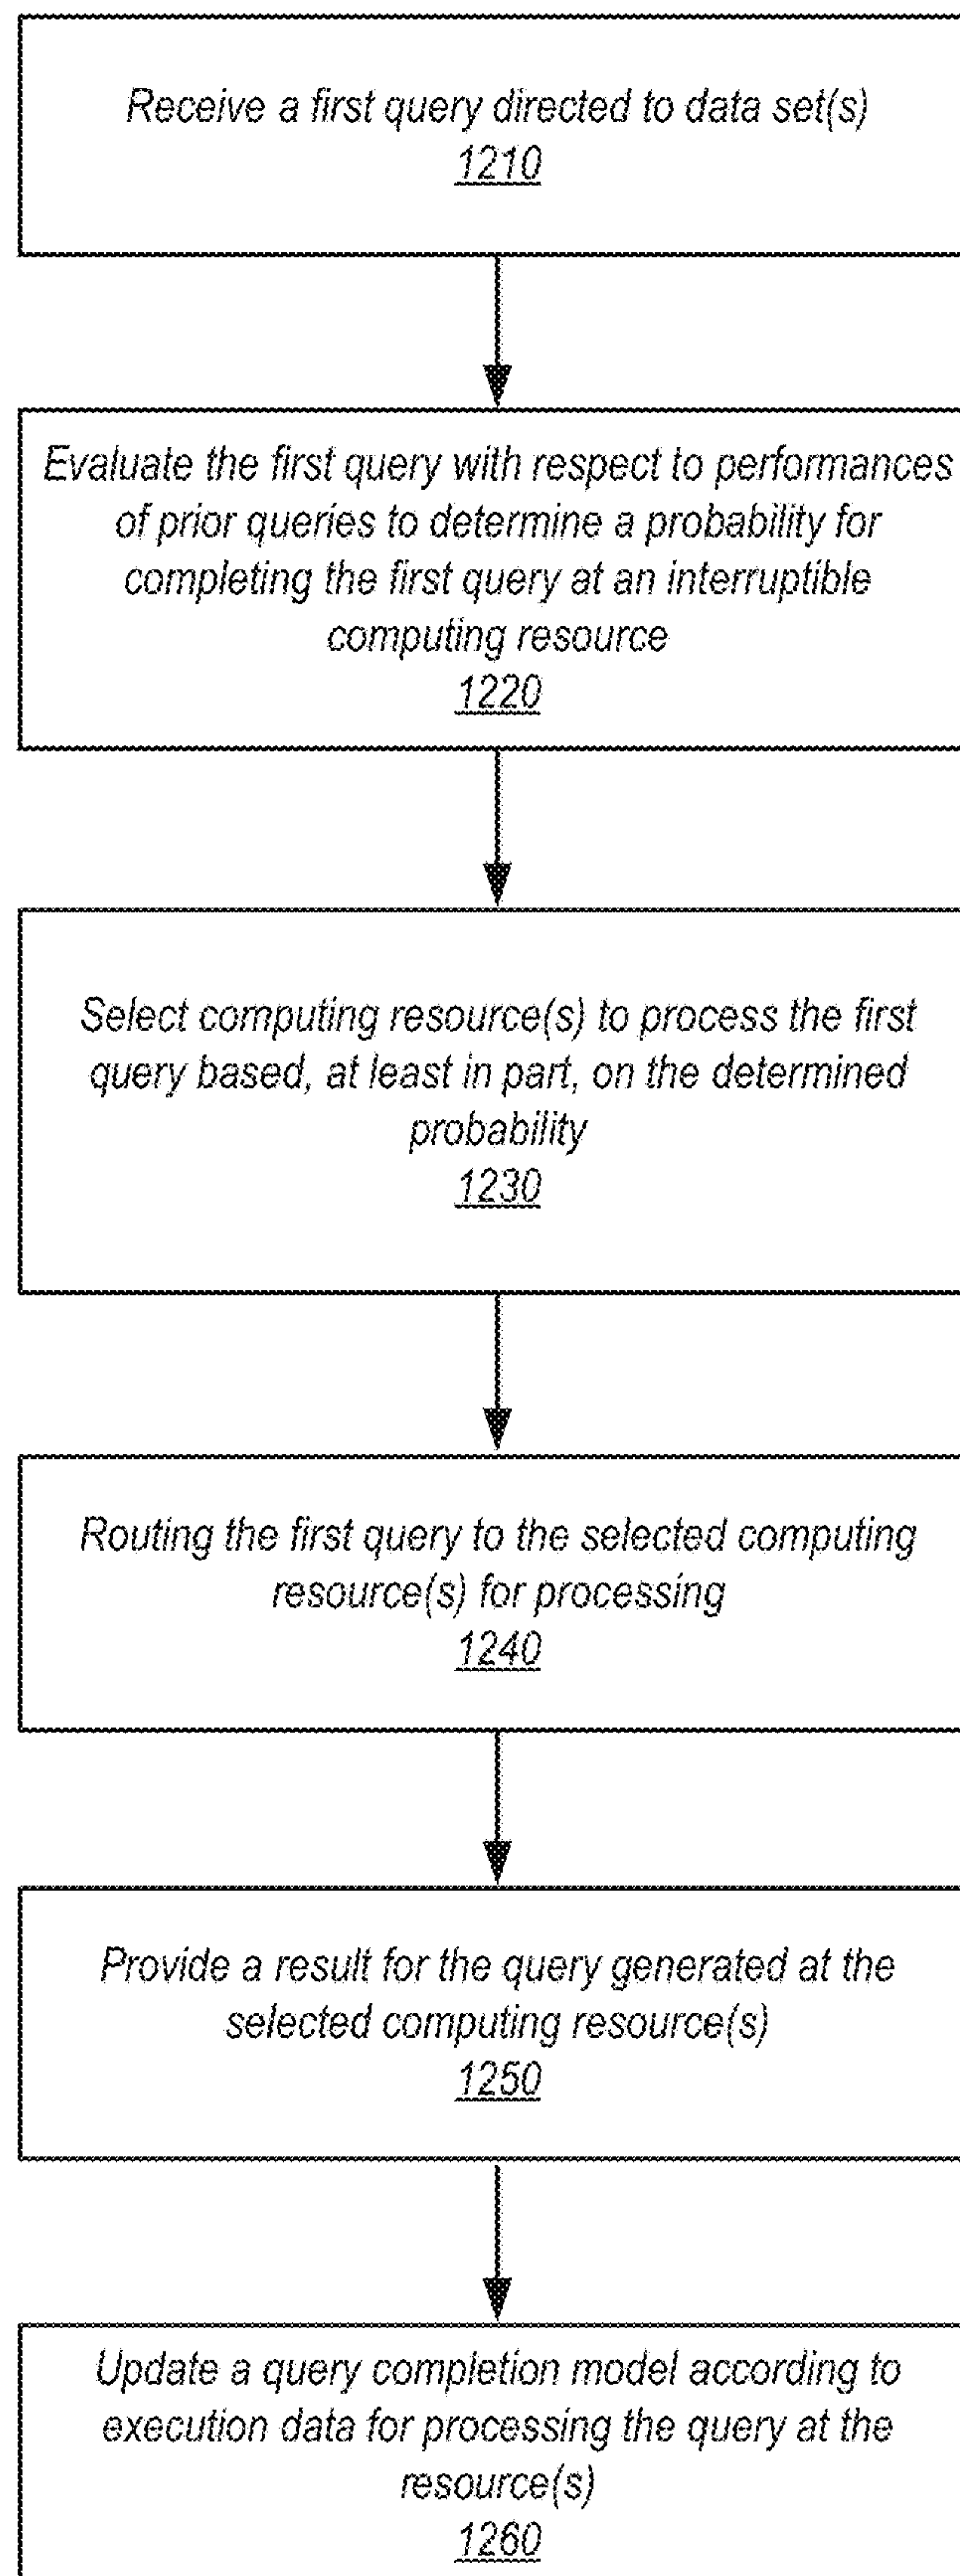 Receive a first query directed to data set(s)
1210
Evaluate the first query with respect to performances
of prior queries to determine a probability for
completing the first query at an interruptible
computing resource
1220
Select computing resource(s) to process the first
query based, at least in part, on the determined
probability
1230
Routing the first query to the selected computing
resource(s) for processing
1240
Provide a result for the query generated at the
selected computing resource(s)
1250
Update a query completion model according to
execution data for processing the query at the
resource(s)
1260